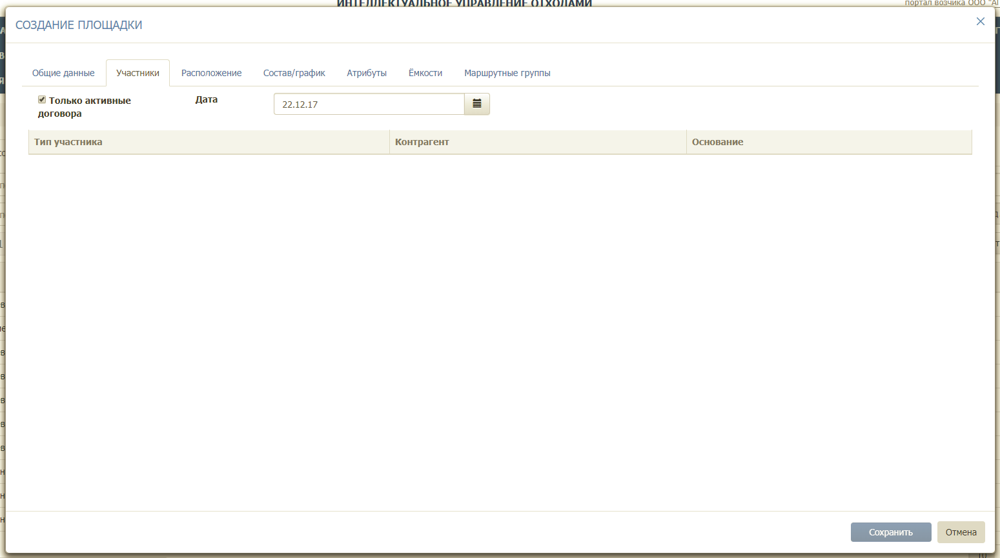 ИНТЕЛЛЕКТУАЛЬНОЕ УПРАВЛЕНИЕ ОТХОДАМИ
портал возчика ООО "АГ
СОЗДАНИЕ ПЛОЩАДКИ
Общие данные Участники Расположение Состав/график Атрибуты Ёмкости Маршрутные группы
Только активные договора Дата 22.12.17
Тип участника Контрагент Основание
Сохранить Отмена